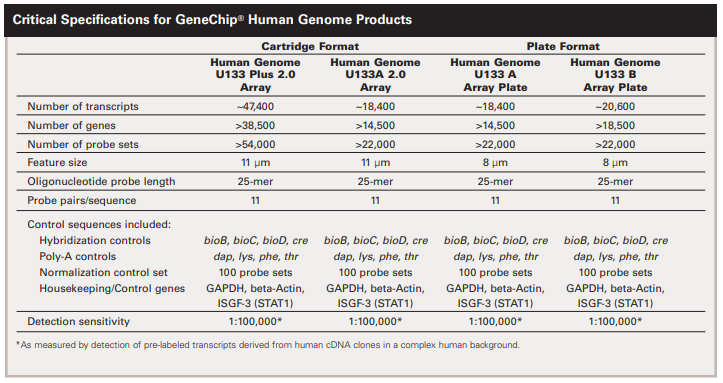 Critical Specifications for GeneChip® Human Genome Products
Cartridge Format Plate Format
Human Genome Human Genome Human Genome Human Genome
U133 Plus 2.0 U133A 2.0 U133 A U133 B
Array Array Array Plate Array Plate
Number of transcripts ~47,400 ~18,400 ~18,400 ~20,600
Number of genes >38,500 >14,500 >14,500 >18,500
Number of probe sets >54,000 >22,000 >22,000 >22,000
Feature size 11 µm 11 µm 8 µm 8 µm
Oligonucleotide probe length 25-mer 25-mer 25-mer 25-mer
Probe pairs/sequence 11 11 11 11
Control sequences included:
Hybridization controls bioB, bioC, bioD, cre bioB, bioC, bioD, cre bioB, bioC, bioD, cre bioB, bioC, bioD, cre
Poly-A controls dap, lys, phe, thr dap, lys, phe, thr dap, lys, phe, thr dap, lys, phe, thr
Normalization control set 100 probe sets 100 probe sets 100 probe sets 100 probe sets
Housekeeping/Control genes GAPDH, beta-Actin, GAPDH, beta-Actin, GAPDH, beta-Actin, GAPDH, beta-Actin,
ISGF-3 (STAT1) ISGF-3 (STAT1) ISGF-3 (STAT1) ISGF-3 (STAT1)
Detection sensitivity 1:100,000* 1:100,000* 1:100,000* 1:100,000*
*As measured by detection of pre-labeled transcripts derived from human cDNA clones in a complex human background.